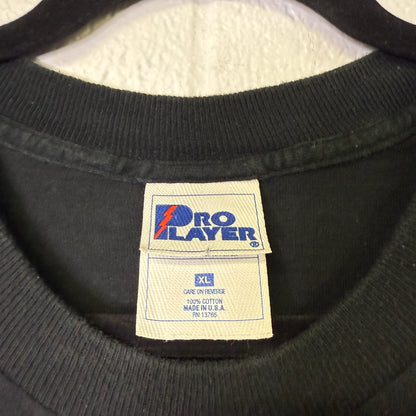 PRO
PLAYER®
XL
CARE ON REVERSE
100% COTTON
MADE IN U.S.A.
RN 13765